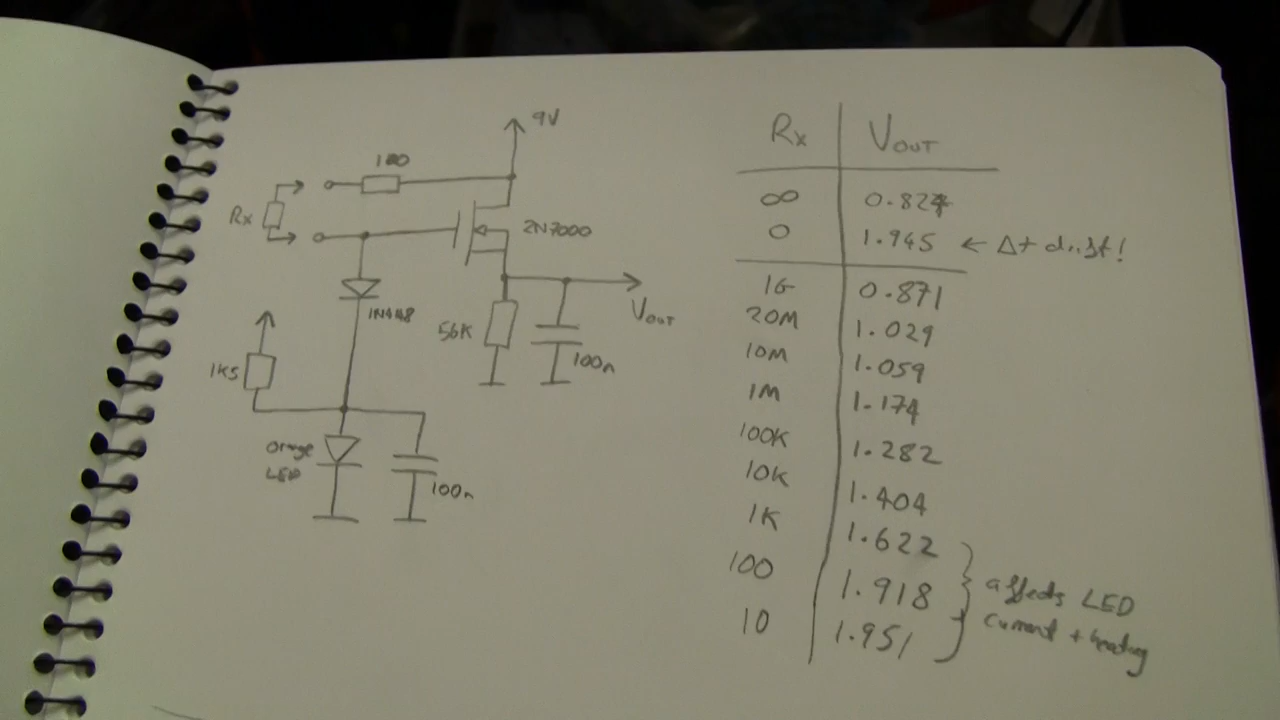 9V
100
Rx
2N7000
1N4148
56K
VOUT
100n
1K5
orange
LED
100n
Rx VOUT
∞ 0.824
0 1.945 ← Δt drift!
1G 0.871
20M 1.029
10M 1.059
1M 1.174
100K 1.282
10K 1.404
1K 1.622
100 1.918
10 1.951
affects LED
current + heating